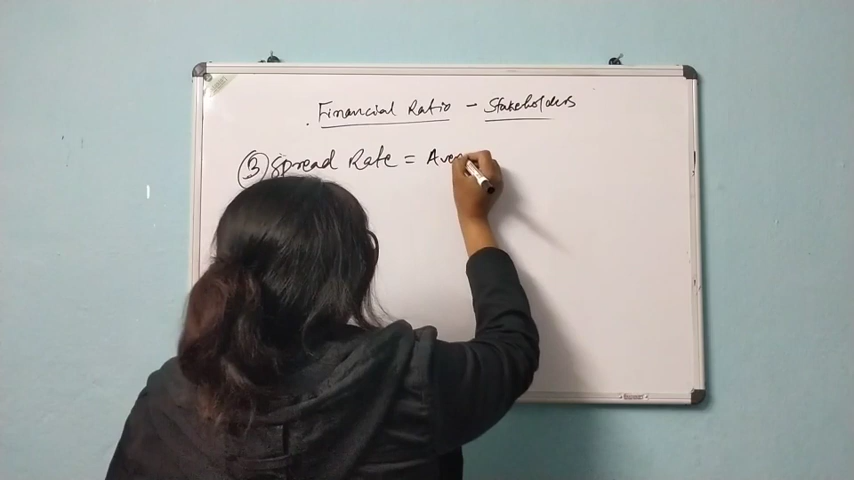 Financial Ratio - Stakeholders
③ Spread Rate = Ave